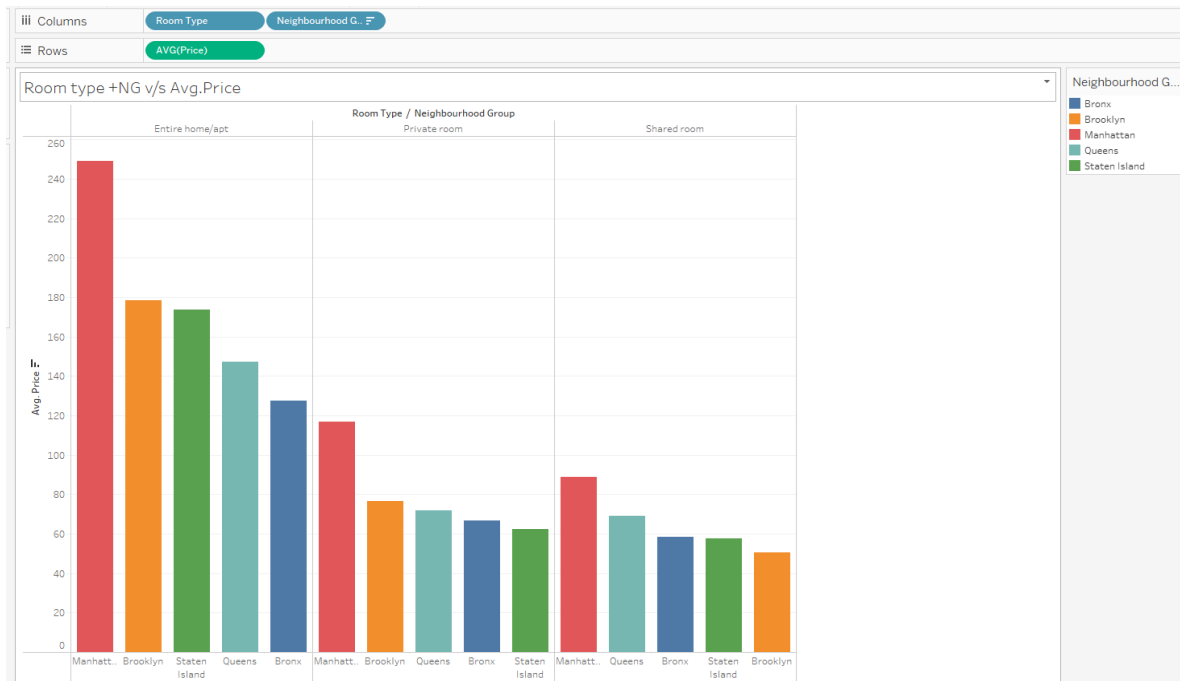 Columns
Room Type
Neighbourhood G..
Rows
AVG(Price)
Room type +NG v/s Avg.Price
Room Type / Neighbourhood Group
Entire home/apt
Private room
Shared room
260
240
220
200
180
160
140
120
100
80
60
40
20
0
Avg. Price
Manhatt..
Brooklyn
Staten
Island
Queens
Bronx
Manhatt..
Brooklyn
Queens
Bronx
Staten
Island
Manhatt..
Queens
Bronx
Staten
Island
Brooklyn
Neighbourhood G...
Bronx
Brooklyn
Manhattan
Queens
Staten Island